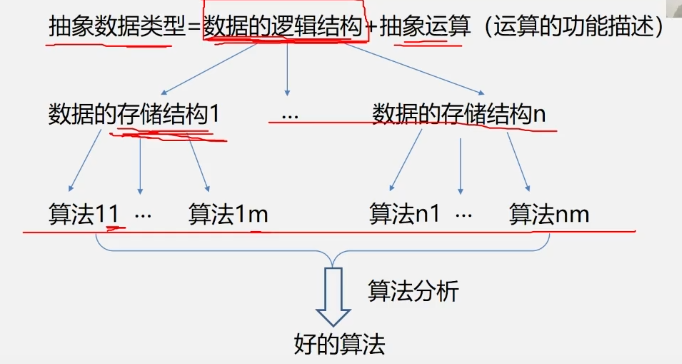 抽象数据类型=数据的逻辑结构+抽象运算（运算的功能描述）
数据的存储结构1 … 数据的存储结构n
算法11 … 算法1m 算法n1 … 算法nm
算法分析
好的算法